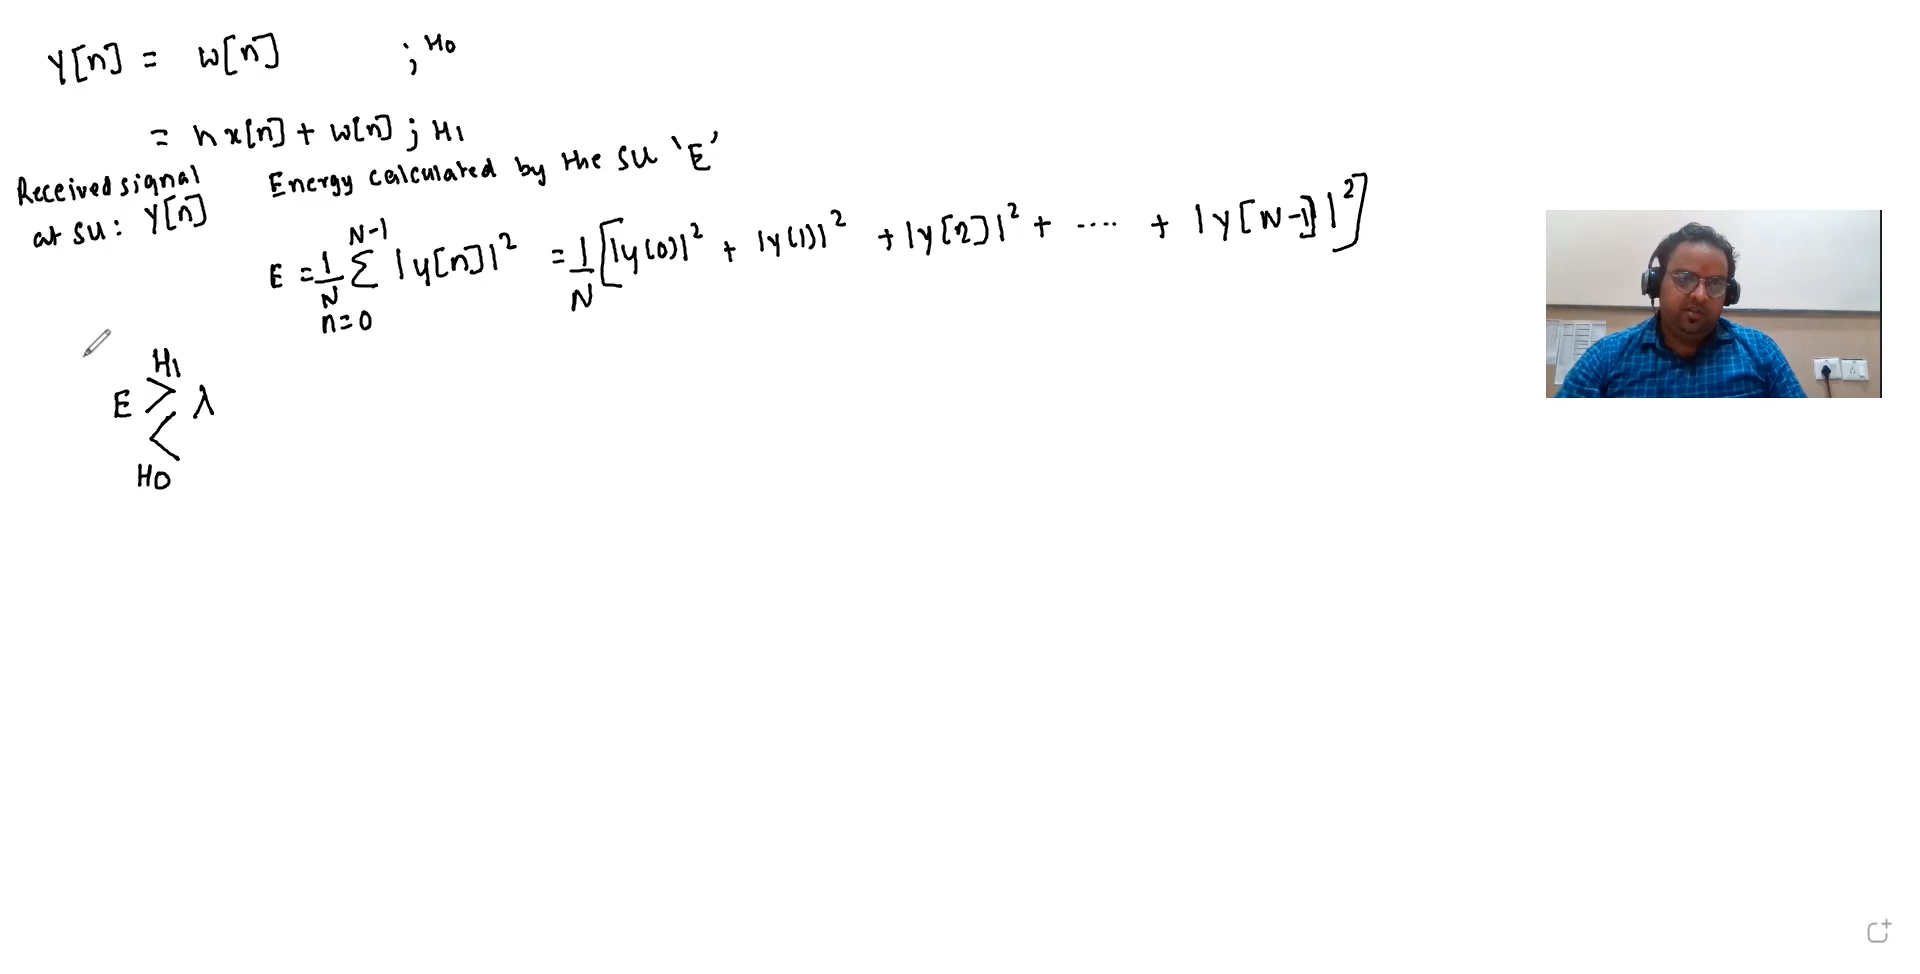 Y[n] = w[n] ; H0
= h x[n] + w[n] ; H1
Received signal at SU : Y[n]
Energy calculated by the SU 'E'
E = 1/N Σ_{n=0}^{N-1} |y[n]|² = 1/N [|y(0)|² + |y(1)|² + |y[2]|² + .... + |y[N-1]|²]
H1
E > λ
<
H0